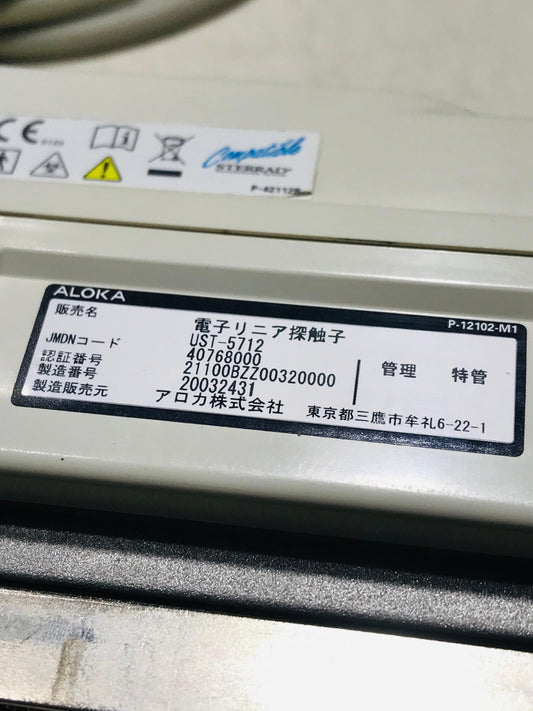 CE 0123
Compatible
STERRAD®
ALOKA
P-12102-M1
販売名 電子リニア探触子
UST-5712
JMDNコード 40768000
認証番号 21100BZZ00320000
製造番号 20032431
製造販売元 アロカ株式会社
管理 特管
東京都三鷹市牟礼6-22-1